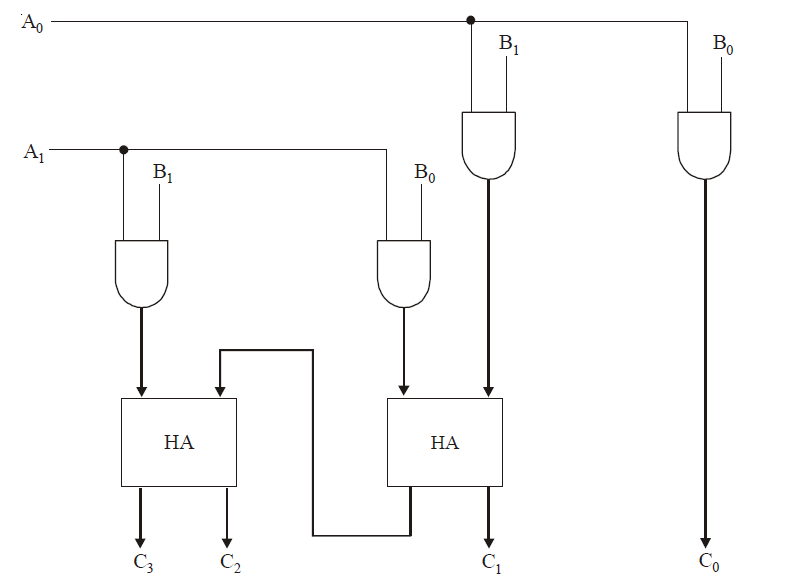 A₀
B₁
B₀
A₁
B₁
B₀
HA
HA
C₃
C₂
C₁
C₀